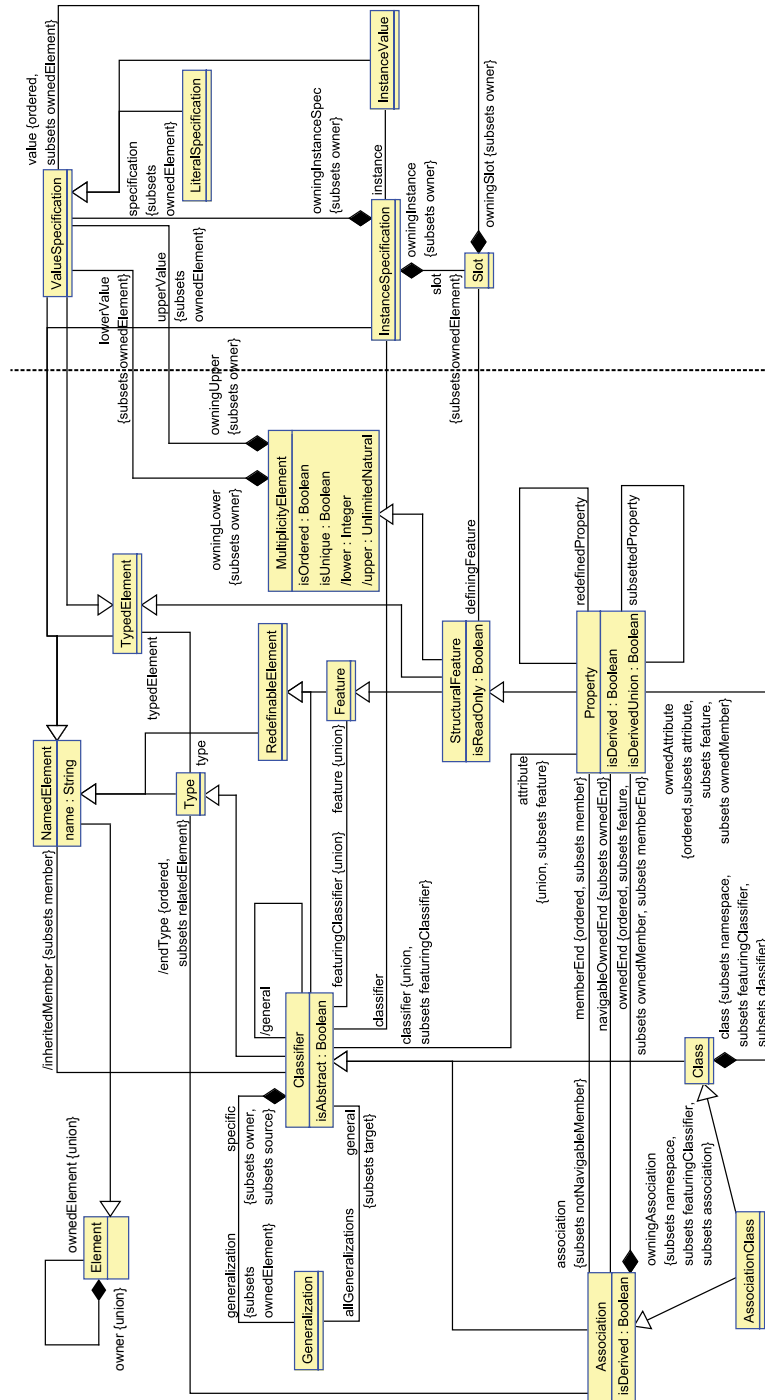 ownedElement {union}
Element
owner {union}
/inheritedMember {subsets member}
NamedElement
name : String
TypedElement
typedElement
type
Type
/endType {ordered,
subsets relatedElement}
RedefinableElement
Feature
feature {union}
featuringClassifier {union}
/general
Classifier
isAbstract : Boolean
classifier
classifier {union,
subsets featuringClassifier}
specific
{subsets owner,
subsets source}
generalization
{subsets
ownedElement}
general
{subsets target}
allGeneralizations
Generalization
value {ordered,
subsets ownedElement}
ValueSpecification
specification
{subsets
ownedElement}
LiteralSpecification
InstanceValue
lowerValue
{subsets ownedElement}
upperValue
{subsets
ownedElement}
owningInstanceSpec
{subsets owner}
instance
InstanceSpecification
owningInstance
{subsets owner}
slot
{subsets ownedElement}
Slot
owningSlot {subsets owner}
owningLower
{subsets owner}
owningUpper
{subsets owner}
MultiplicityElement
isOrdered : Boolean
isUnique : Boolean
/lower : Integer
/upper : UnlimitedNatural
definingFeature
StructuralFeature
isReadOnly : Boolean
attribute
{union, subsets feature}
Property
isDerived : Boolean
isDerivedUnion : Boolean
redefinedProperty
subsettedProperty
ownedAttribute
{ordered,subsets attribute,
subsets feature,
subsets ownedMember}
memberEnd {ordered, subsets member}
navigableOwnedEnd {subsets ownedEnd}
ownedEnd {ordered, subsets feature,
subsets ownedMember, subsets memberEnd}
association
{subsets notNavigableMember}
Association
isDerived : Boolean
owningAssociation
{subsets namespace,
subsets featuringClassifier,
subsets association}
Class
class {subsets namespace,
subsets featuringClassifier,
subsets classifier}
AssociationClass